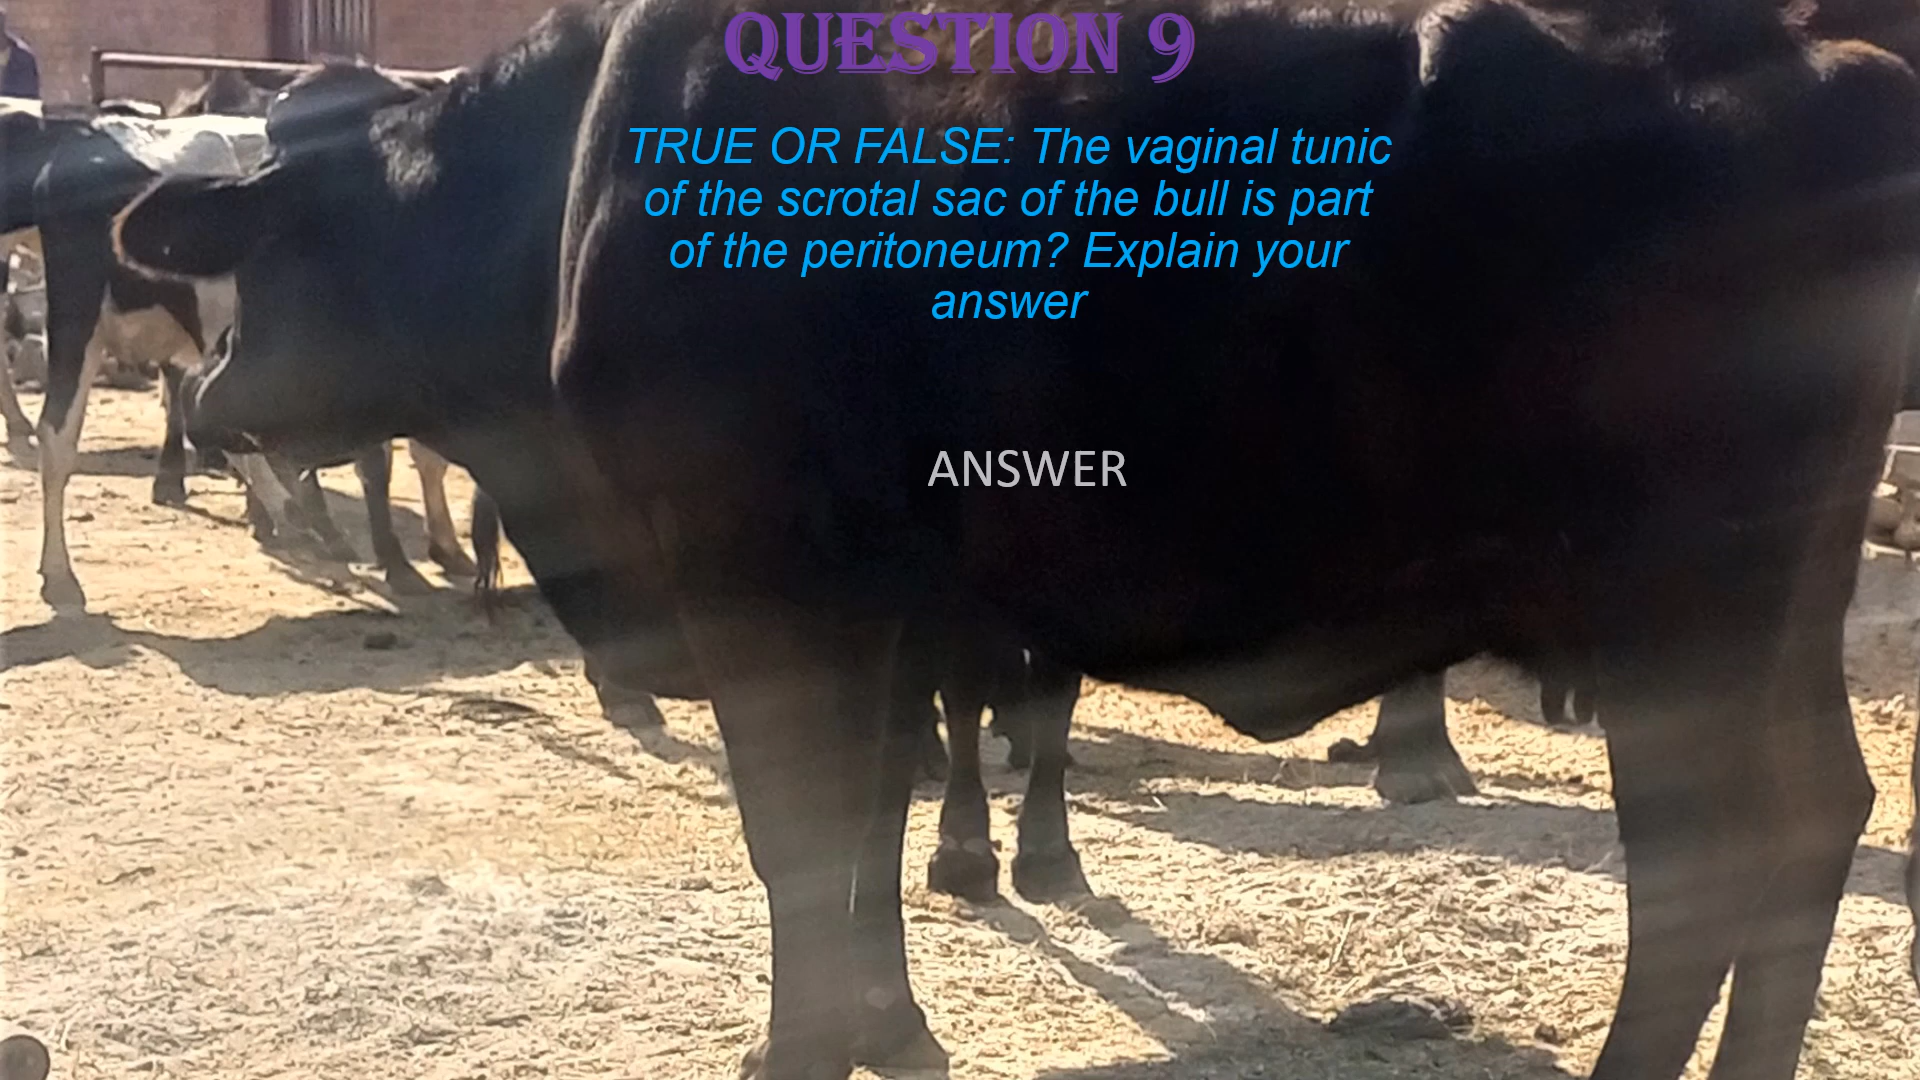 QUESTION 9
TRUE OR FALSE: The vaginal tunic
of the scrotal sac of the bull is part
of the peritoneum? Explain your
answer
ANSWER